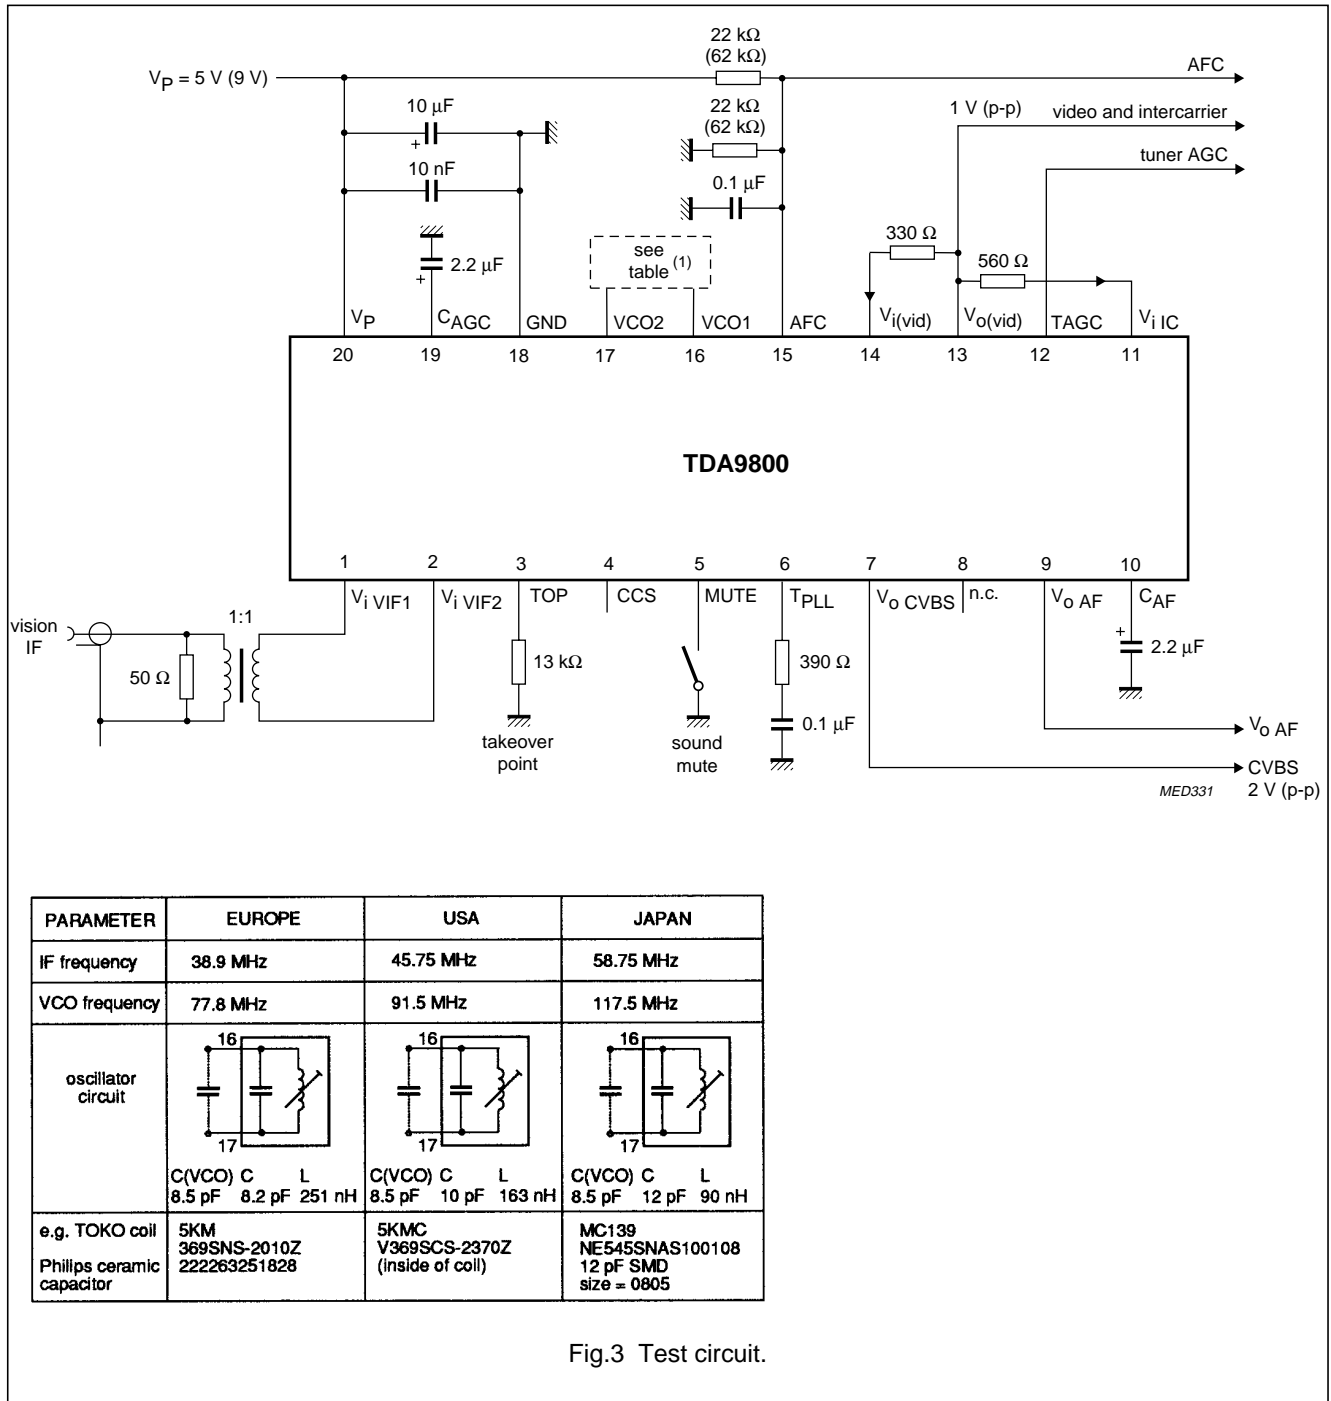 22 kΩ
(62 kΩ)
V_P = 5 V (9 V)
AFC
10 µF
+
22 kΩ
(62 kΩ)
1 V (p-p)
video and intercarrier
10 nF
tuner AGC
0.1 µF
330 Ω
see
table (1)
560 Ω
2.2 µF
+
V_P
C_AGC
GND
VCO2
VCO1
AFC
V_i(vid)
V_o(vid)
TAGC
V_i IC
20 19 18 17 16 15 14 13 12 11
TDA9800
1 2 3 4 5 6 7 8 9 10
V_i VIF1
V_i VIF2
TOP
CCS
MUTE
T_PLL
V_o CVBS
n.c.
V_o AF
C_AF
1:1
vision
IF
+
50 Ω
13 kΩ
390 Ω
2.2 µF
0.1 µF
takeover
point
sound
mute
V_o AF
CVBS
2 V (p-p)
MED331
PARAMETER EUROPE USA JAPAN
IF frequency 38.9 MHz 45.75 MHz 58.75 MHz
VCO frequency 77.8 MHz 91.5 MHz 117.5 MHz
oscillator
circuit
16
17
C(VCO) C L
8.5 pF 8.2 pF 251 nH
16
17
C(VCO) C L
8.5 pF 10 pF 163 nH
16
17
C(VCO) C L
8.5 pF 12 pF 90 nH
e.g. TOKO coil
Philips ceramic
capacitor
5KM
369SNS-2010Z
222263251828
5KMC
V369SCS-2370Z
(inside of coil)
MC139
NE545SNAS100108
12 pF SMD
size = 0805
Fig.3 Test circuit.